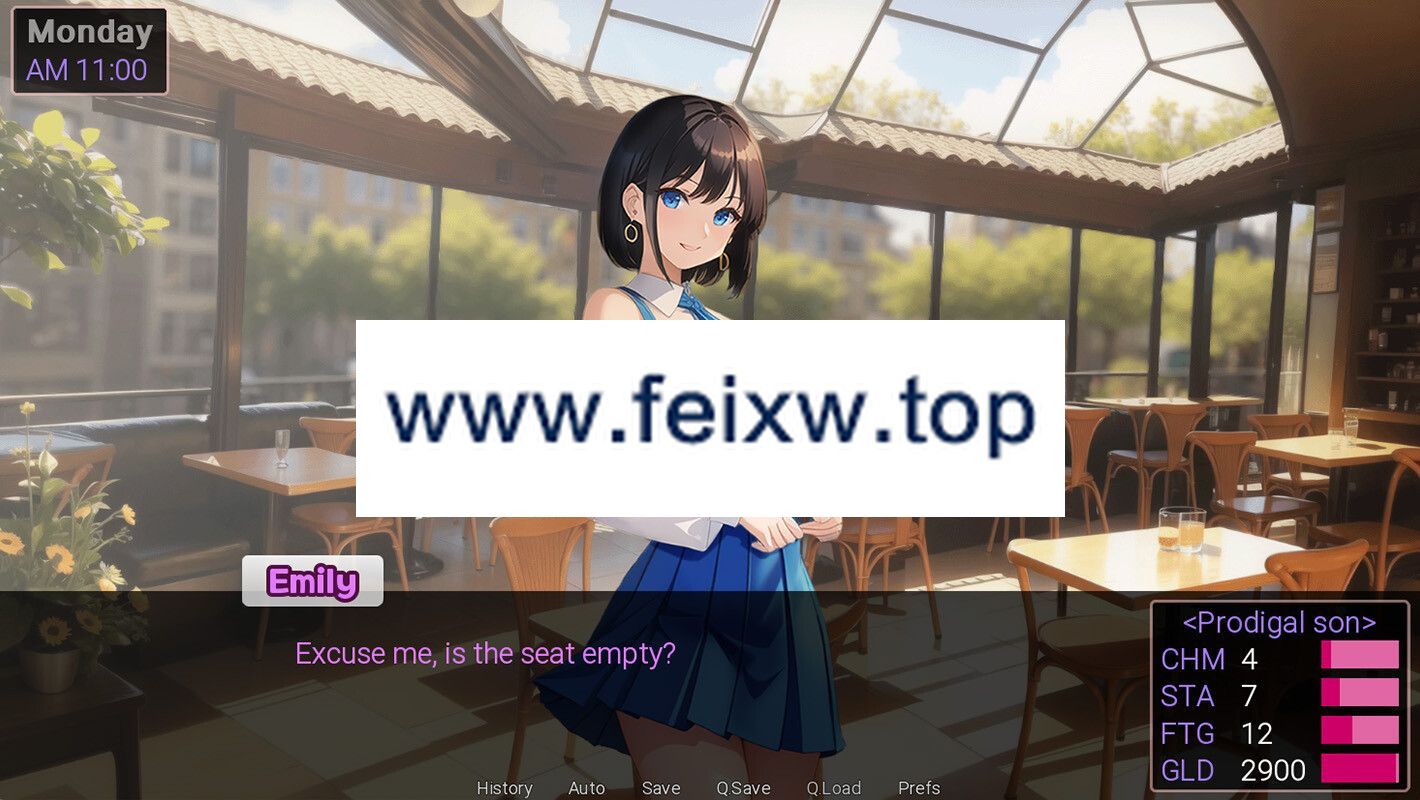 Monday
AM 11:00
www.feixw.top
Emily
Excuse me, is the seat empty?
<Prodigal son>
CHM 4
STA 7
FTG 12
GLD 2900
History Auto Save Q.Save Q.Load Prefs